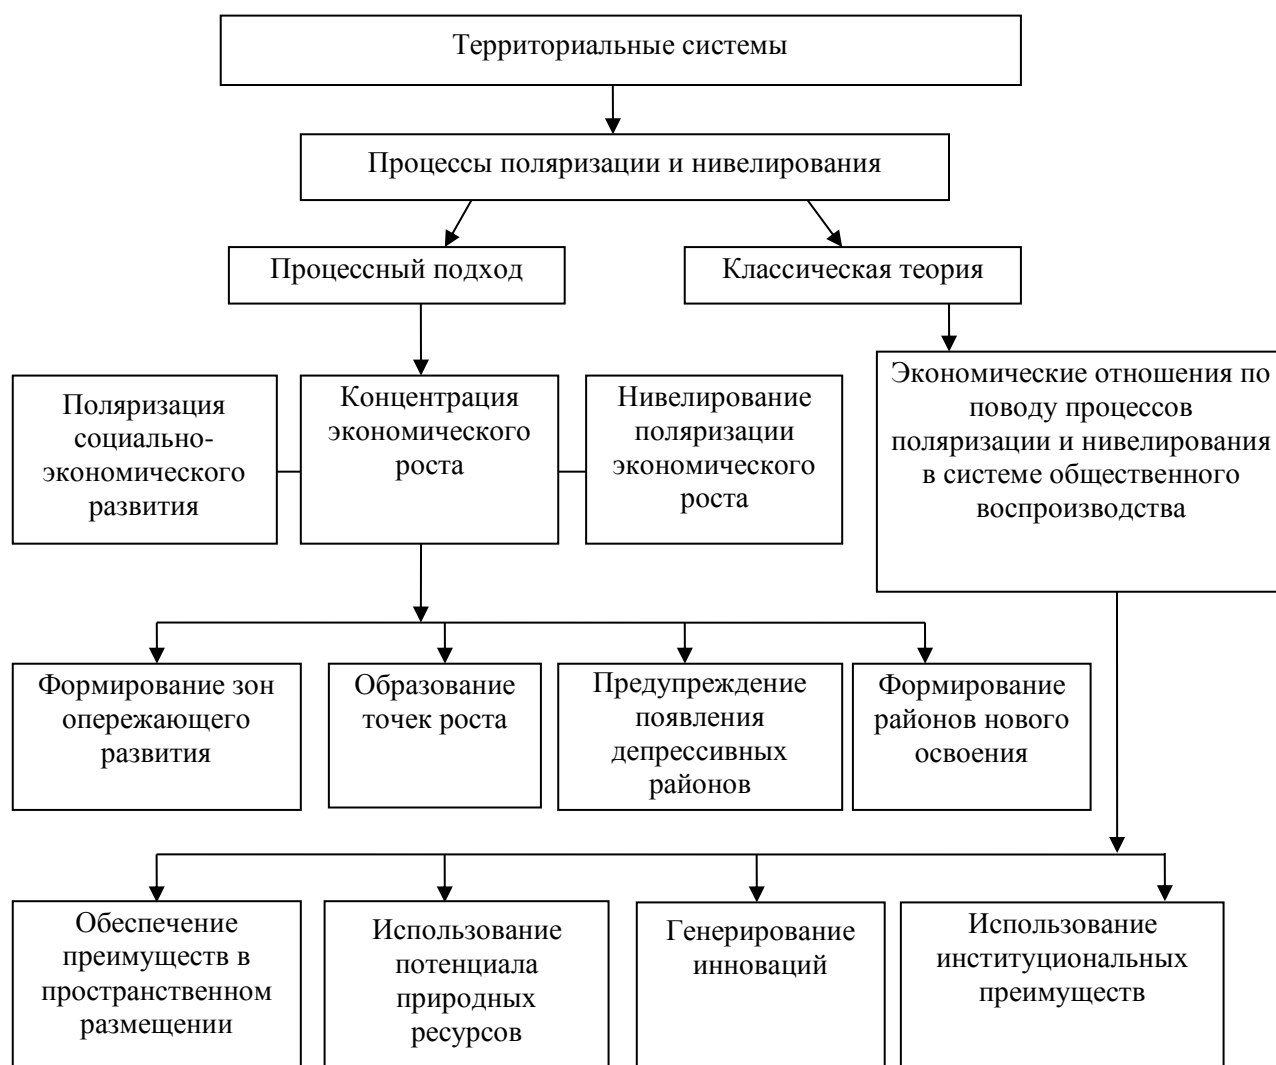 Территориальные системы
Процессы поляризации и нивелирования
Процессный подход
Классическая теория
Поляризация
социально-
экономического
развития
Концентрация
экономического
роста
Нивелирование
поляризации
экономического
роста
Экономические отношения по
поводу процессов
поляризации и нивелирования
в системе общественного
воспроизводства
Формирование зон
опережающего
развития
Образование
точек роста
Предупреждение
появления
депрессивных
районов
Формирование
районов нового
освоения
Обеспечение
преимуществ в
пространственном
размещении
Использование
потенциала
природных
ресурсов
Генерирование
инноваций
Использование
институциональных
преимуществ